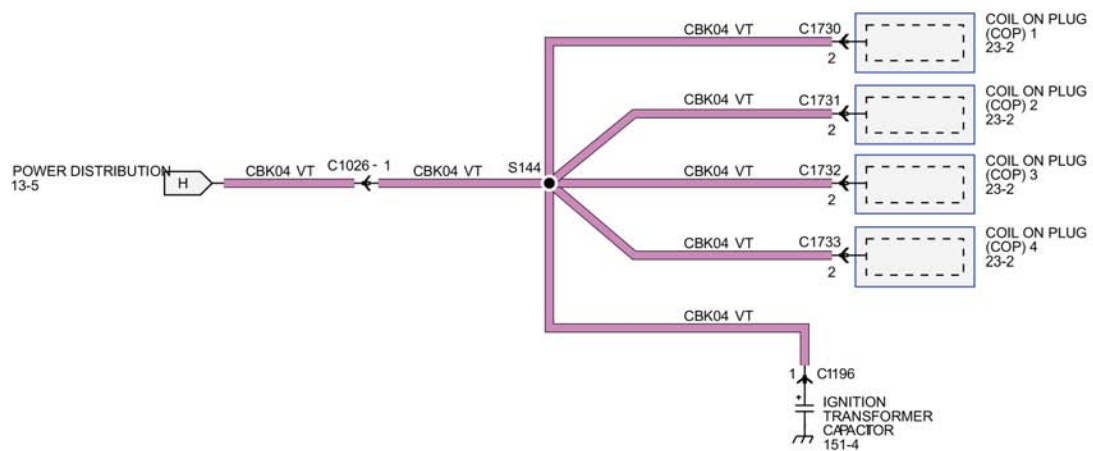 CBK04 VT
C1730
2
COIL ON PLUG
(COP) 1
23-2
CBK04 VT
C1731
2
COIL ON PLUG
(COP) 2
23-2
POWER DISTRIBUTION
13-5
H
CBK04 VT
C1026 - 1
CBK04 VT
S144
CBK04 VT
C1732
2
COIL ON PLUG
(COP) 3
23-2
CBK04 VT
C1733
2
COIL ON PLUG
(COP) 4
23-2
CBK04 VT
1
C1196
+
IGNITION
TRANSFORMER
CAPACITOR
151-4